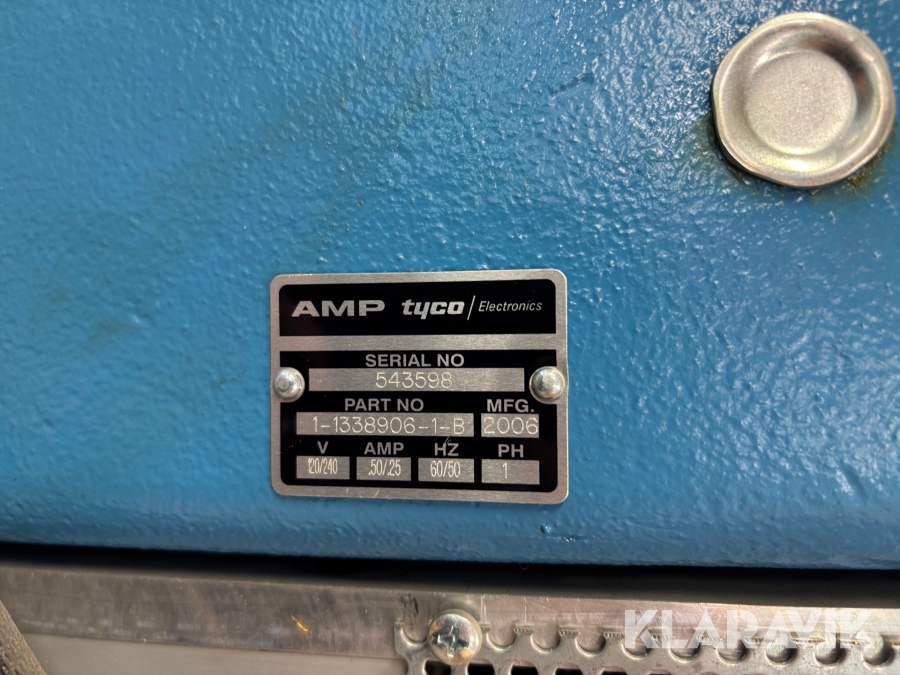 AMP tyco / Electronics
SERIAL NO
543598
PART NO MFG.
1-1338906-1-B 2006
V AMP HZ PH
120/240 .50/.25 60/50 1
KLARAVIK